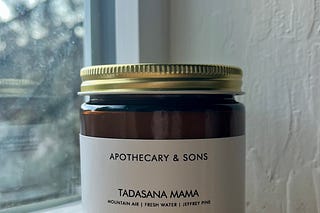 APOTHECARY & SONS
TADASANA MAMA
MOUNTAIN AIR | FRESH WATER | JEFFREY PINE